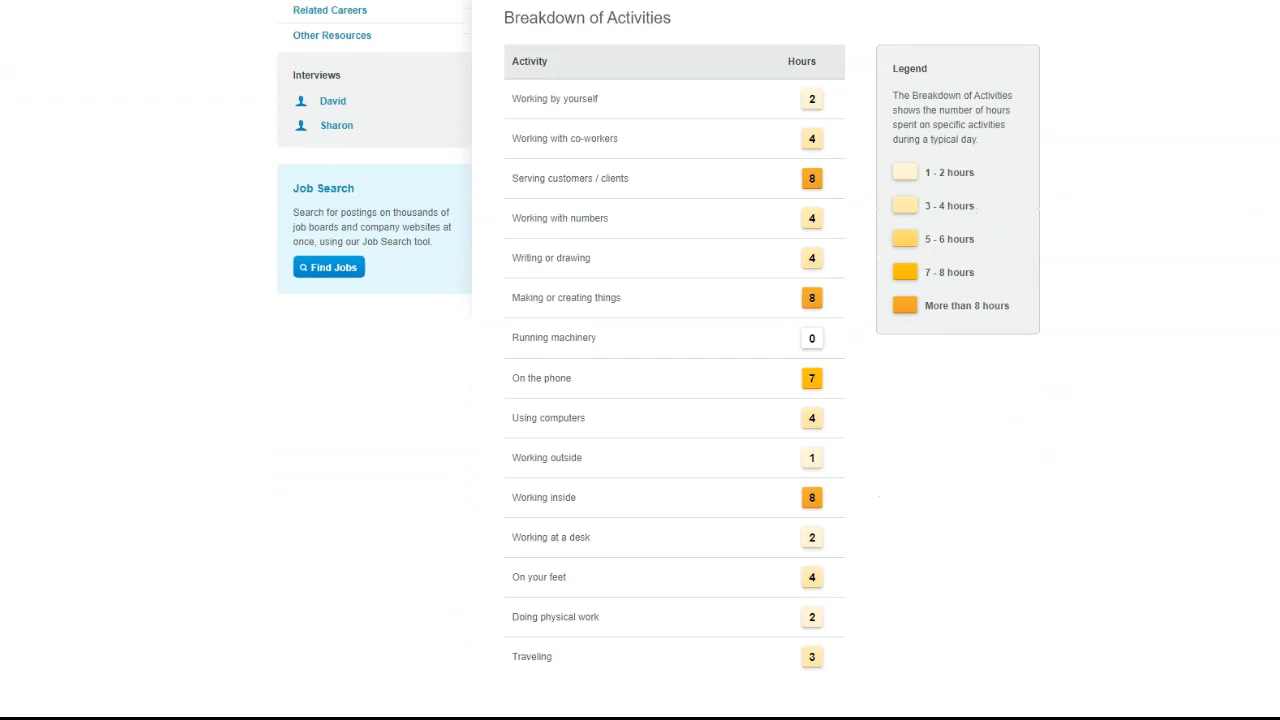 Related Careers
Other Resources
Interviews
David
Sharon
Job Search
Search for postings on thousands of
job boards and company websites at
once, using our Job Search tool.
Find Jobs
Breakdown of Activities
Activity Hours
Working by yourself 2
Working with co-workers 4
Serving customers / clients 8
Working with numbers 4
Writing or drawing 4
Making or creating things 8
Running machinery 0
On the phone 7
Using computers 4
Working outside 1
Working inside 8
Working at a desk 2
On your feet 4
Doing physical work 2
Traveling 3
Legend
The Breakdown of Activities
shows the number of hours
spent on specific activities
during a typical day.
1 - 2 hours
3 - 4 hours
5 - 6 hours
7 - 8 hours
More than 8 hours